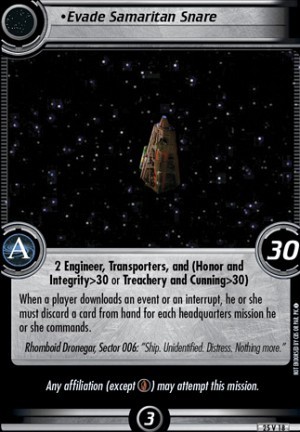 •Evade Samaritan Snare
A
30
2 Engineer, Transporters, and (Honor and
Integrity>30 or Treachery and Cunning>30)
When a player downloads an event or an interrupt, he or she
must discard a card from hand for each headquarters mission he
or she commands.
Rhomboid Dronegar, Sector 006: "Ship. Unidentified. Distress. Nothing more."
Any affiliation (except ) may attempt this mission.
3